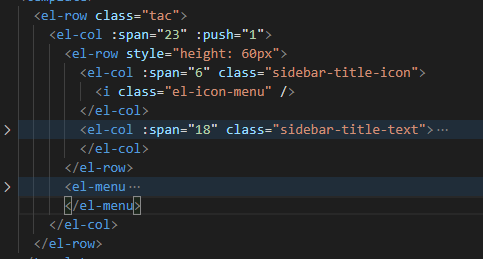 <el-row class="tac">
<el-col :span="23" :push="1">
<el-row style="height: 60px">
<el-col :span="6" class="sidebar-title-icon">
<i class="el-icon-menu" />
</el-col>
<el-col :span="18" class="sidebar-title-text">···
</el-col>
</el-row>
<el-menu···
</el-menu>
</el-col>
</el-row>